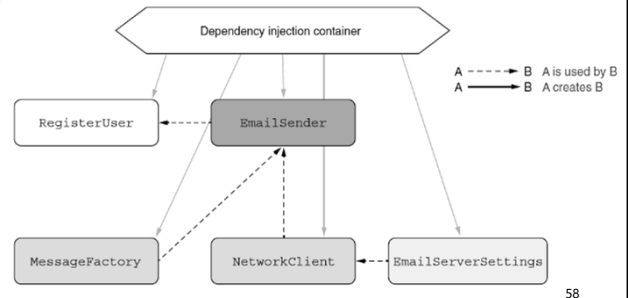 Dependency injection container
A B A is used by B
A B A creates B
RegisterUser EmailSender
MessageFactory NetworkClient EmailServerSettings
58